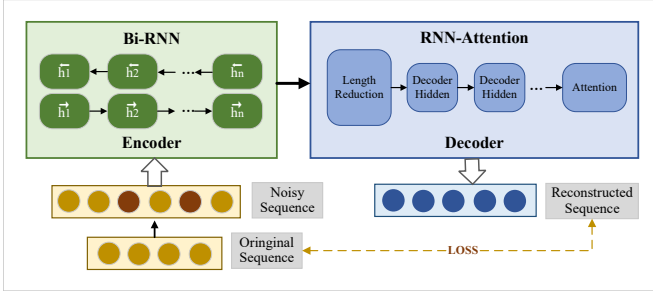 Bi-RNN
RNN-Attention
h1 h2 ... hn
h1 h2 ... hn
Length
Reduction
Decoder
Hidden
Decoder
Hidden
...
Attention
Encoder
Decoder
Noisy
Sequence
Reconstructed
Sequence
Oringinal
Sequence
LOSS